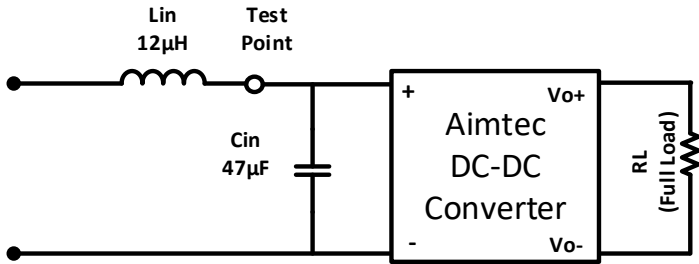 Lin
12µH
Test
Point
Cin
47µF
+
-
Aimtec
DC-DC
Converter
Vo+
Vo-
RL
(Full Load)